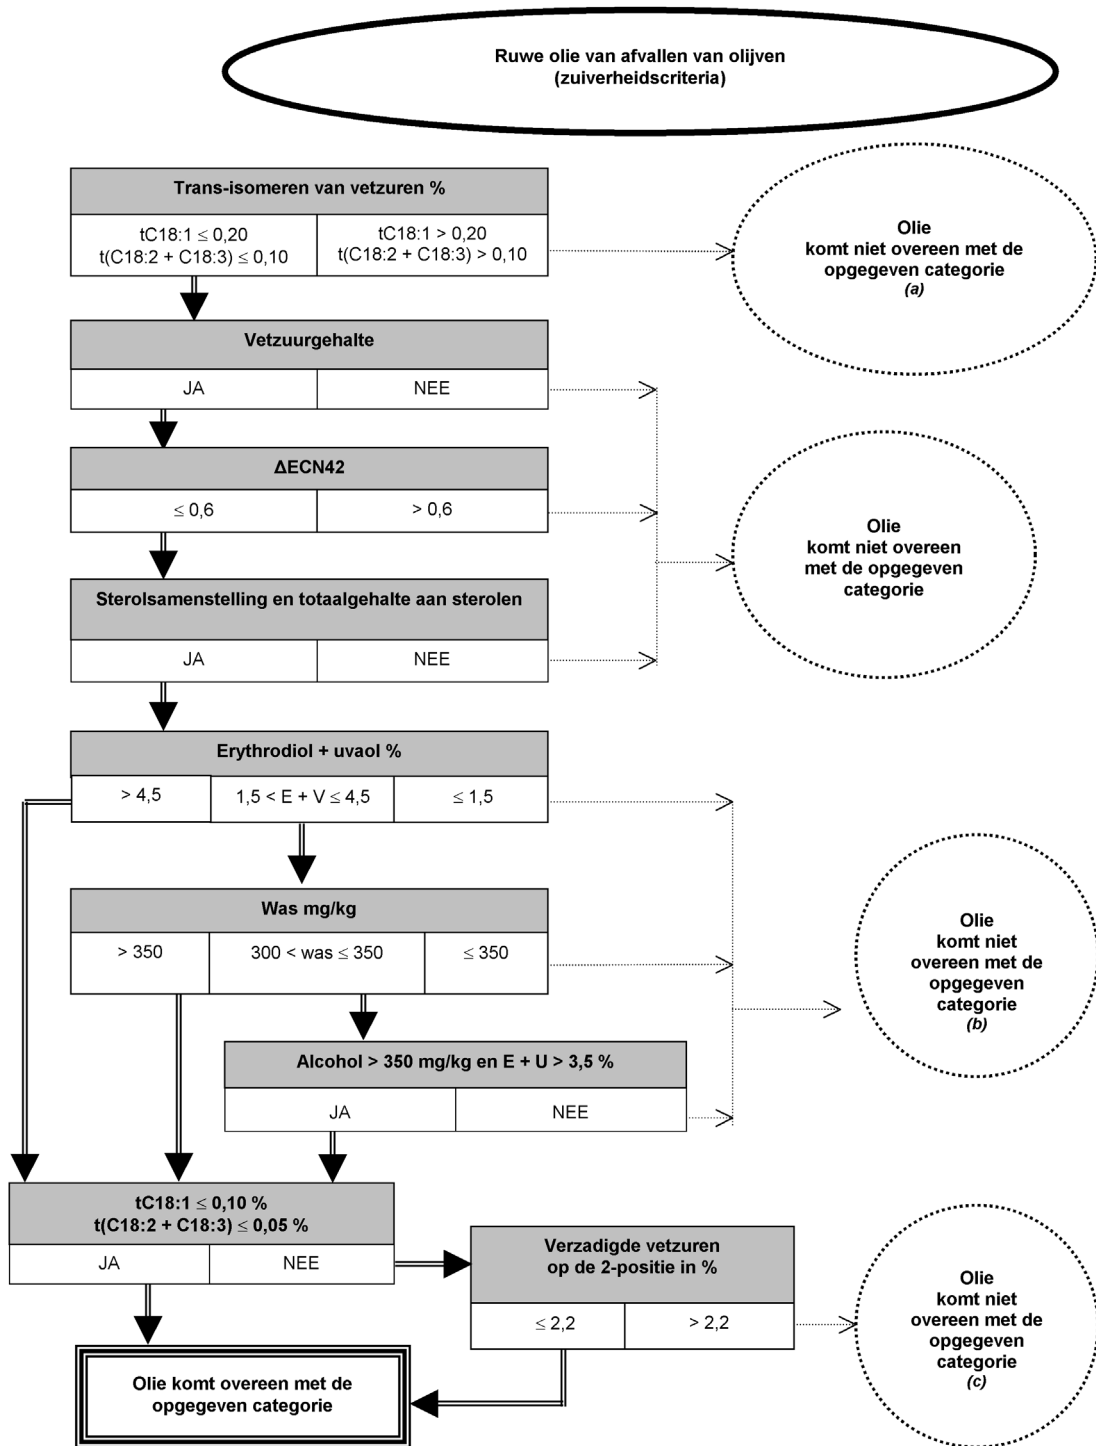 Ruwe olie van afvallen van olijven
(zuiverheidscriteria)
Trans-isomeren van vetzuren %
tC18:1 ≤ 0,20
t(C18:2 + C18:3) ≤ 0,10
tC18:1 > 0,20
t(C18:2 + C18:3) > 0,10
Olie
komt niet overeen met de
opgegeven categorie
(a)
Vetzuurgehalte
JA
NEE
ΔECN42
≤ 0,6
> 0,6
Olie
komt niet overeen
met de opgegeven
categorie
Sterolsamenstelling en totaalgehalte aan sterolen
JA
NEE
Erythrodiol + uvaol %
> 4,5
1,5 < E + V ≤ 4,5
≤ 1,5
Was mg/kg
> 350
300 < was ≤ 350
≤ 350
Olie
komt niet
overeen met de
opgegeven
categorie
(b)
Alcohol > 350 mg/kg en E + U > 3,5 %
JA
NEE
tC18:1 ≤ 0,10 %
t(C18:2 + C18:3) ≤ 0,05 %
JA
NEE
Verzadigde vetzuren
op de 2-positie in %
≤ 2,2
> 2,2
Olie
komt niet
overeen met de
opgegeven
categorie
(c)
Olie komt overeen met de
opgegeven categorie